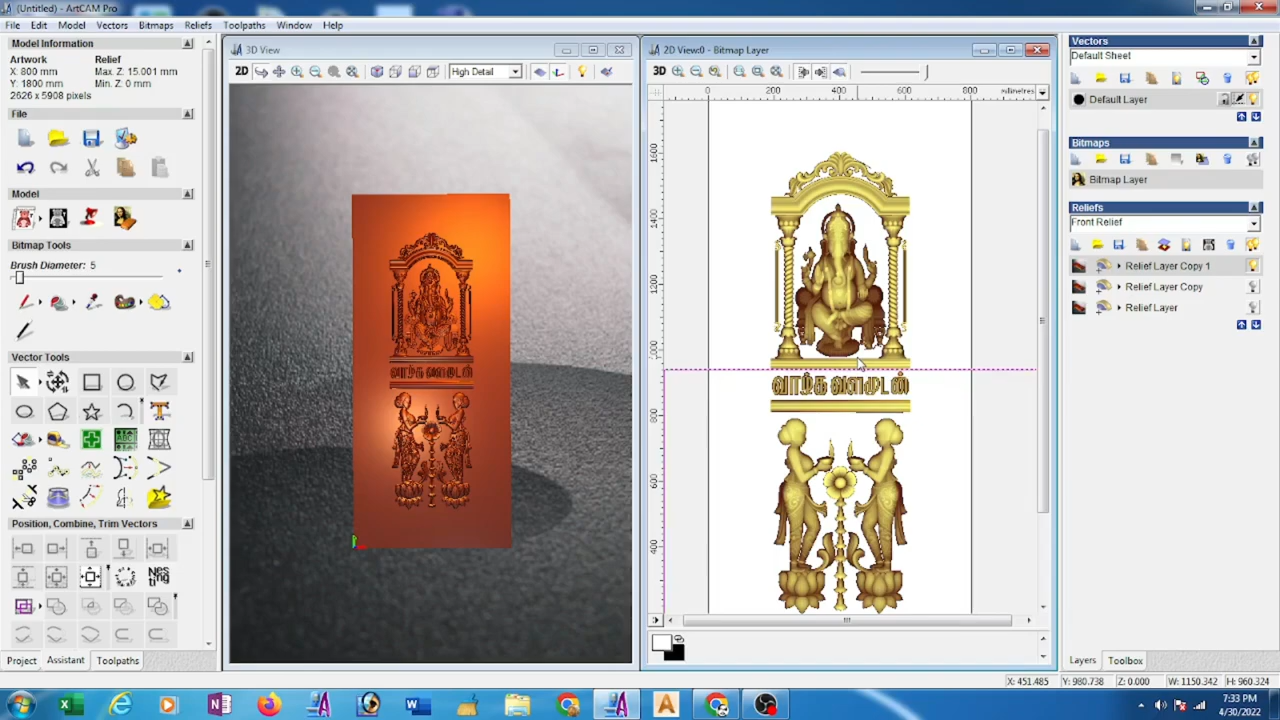 (Untitled) - ArtCAM Pro
File Edit Model Vectors Bitmaps Reliefs Toolpaths Window Help
Model Information
Artwork Relief
X: 800 mm Max. Z: 15.001 mm
Y: 1800 mm Min. Z: 0 mm
2626 x 5908 pixels
File
Model
Bitmap Tools
Brush Diameter: 5
Vector Tools
Position, Combine, Trim Vectors
Project Assistant Toolpaths
3D View
2D High Detail
வாழ்க வளமுடன்
2D View:0 - Bitmap Layer
3D
0 200 400 600 800 millimetres
1600
1400
1200
1000
800
600
400
வாழ்க வளமுடன்
Vectors
Default Sheet
Default Layer
Bitmaps
Bitmap Layer
Reliefs
Front Relief
Relief Layer Copy 1
Relief Layer Copy
Relief Layer
Layers Toolbox
X: 451.485 Y: 980.738 Z: 0.000 W: 1150.342 H: 960.324
7:33 PM
4/30/2022